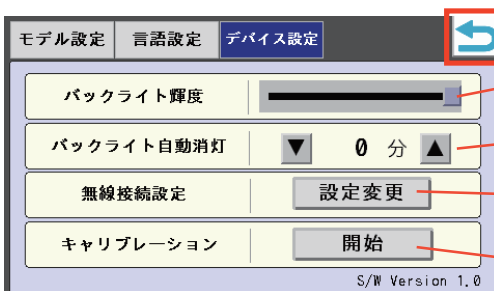 モデル設定 言語設定 デバイス設定
バックライト輝度
バックライト自動消灯 ▼ 0 分 ▲
無線接続設定 設定変更
キャリブレーション 開始
S/W Version 1.0